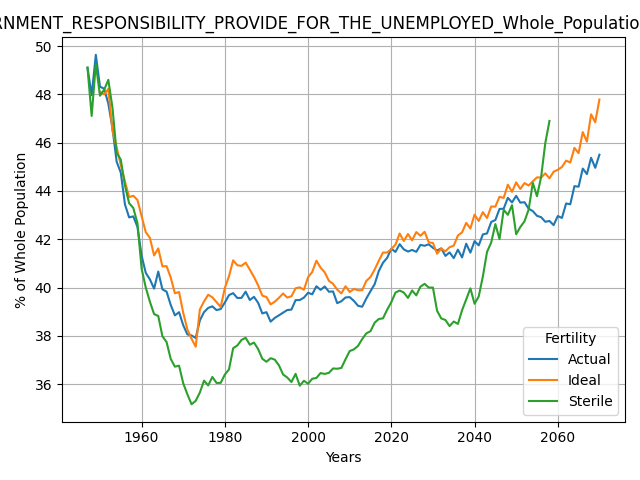 RNMENT_RESPONSIBILITY_PROVIDE_FOR_THE_UNEMPLOYED_Whole_Populatio
50
48
46
44
42
40
38
36
% of Whole Population
1960 1980 2000 2020 2040 2060
Years
Fertility
Actual
Ideal
Sterile